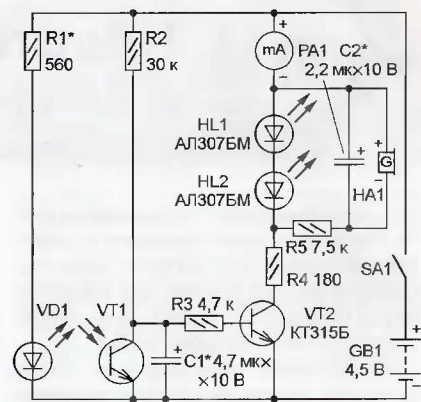 R1*
560
R2
30 к
+
mA
−
PA1 C2*
2,2 мк×10 В
HL1
АЛ307БМ
HL2
АЛ307БМ
+
+
G
−
HA1
R5 7,5 к
R4 180
SA1
VD1
VT1
R3 4,7 к
VT2
КТ315Б
+
C1* 4,7 мк×
×10 В
+
GB1
4,5 В
−